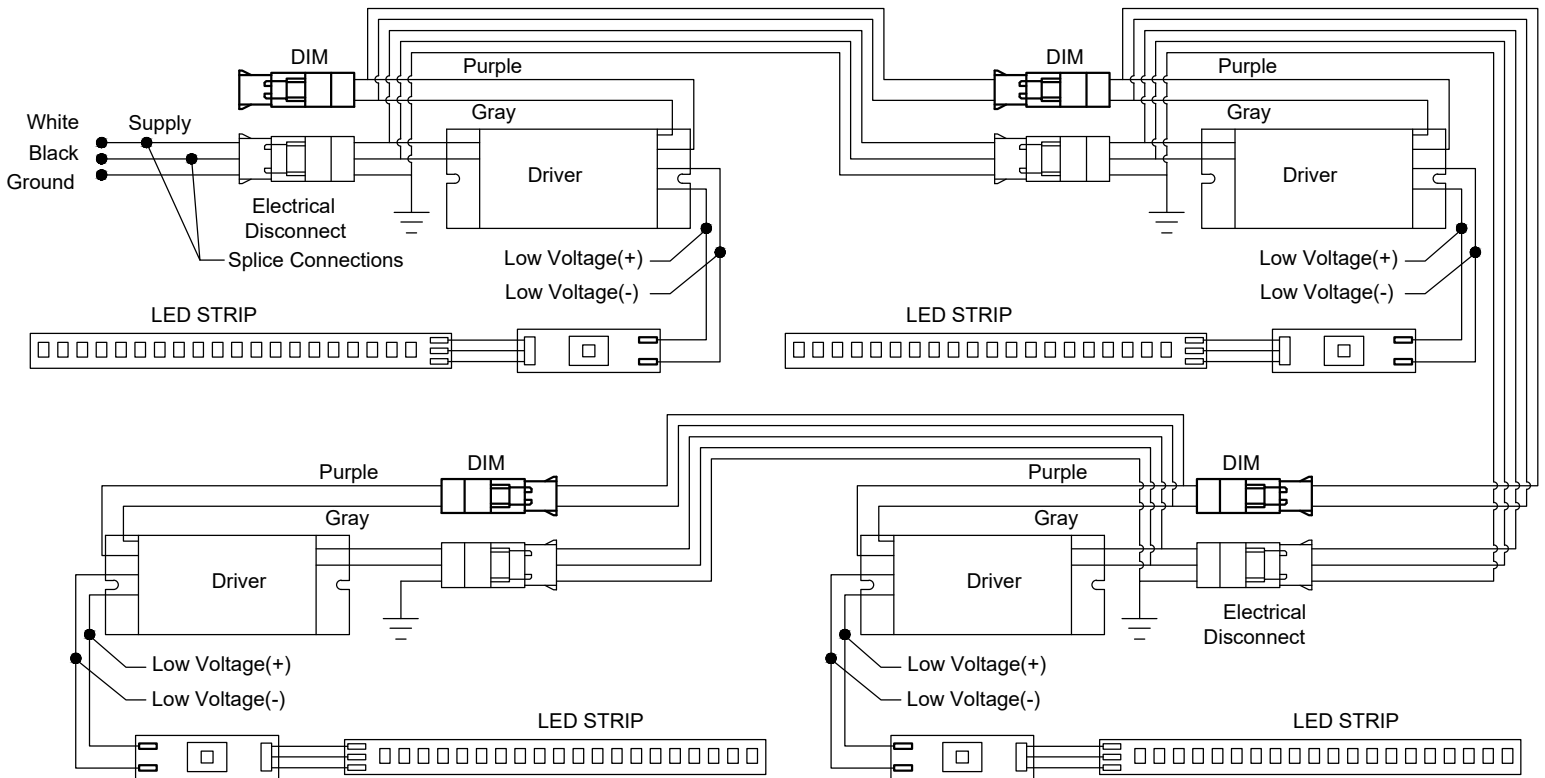 DIM
Purple
DIM
Purple
Gray
Gray
White
Supply
Black
Ground
Driver
Driver
Electrical
Disconnect
Splice Connections
Low Voltage(+)
Low Voltage(-)
Low Voltage(+)
Low Voltage(-)
LED STRIP
LED STRIP
Purple
DIM
Purple
DIM
Gray
Gray
Driver
Driver
Electrical
Disconnect
Low Voltage(+)
Low Voltage(-)
Low Voltage(+)
Low Voltage(-)
LED STRIP
LED STRIP